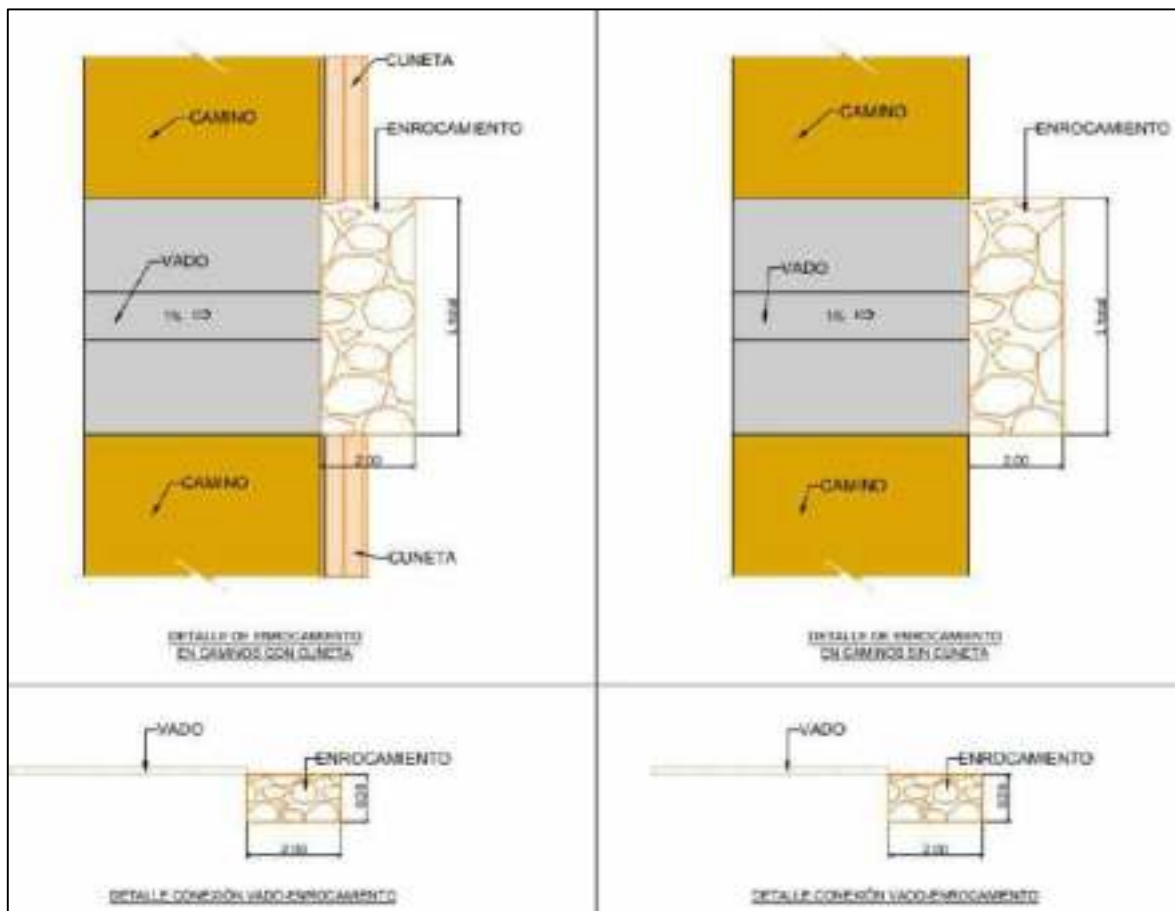 CUNETA
CAMINO
ENROCAMIENTO
VADO
1%
2.00
CAMINO
CUNETA
DETALLE DE ENROCAMIENTO
EN CAMINOS CON CUNETA
CAMINO
ENROCAMIENTO
VADO
1%
2.00
CAMINO
DETALLE DE ENROCAMIENTO
EN CAMINOS SIN CUNETA
VADO
ENROCAMIENTO
2.00
DETALLE CONEXIÓN VADO-ENROCAMIENTO
VADO
ENROCAMIENTO
2.00
DETALLE CONEXIÓN VADO-ENROCAMIENTO